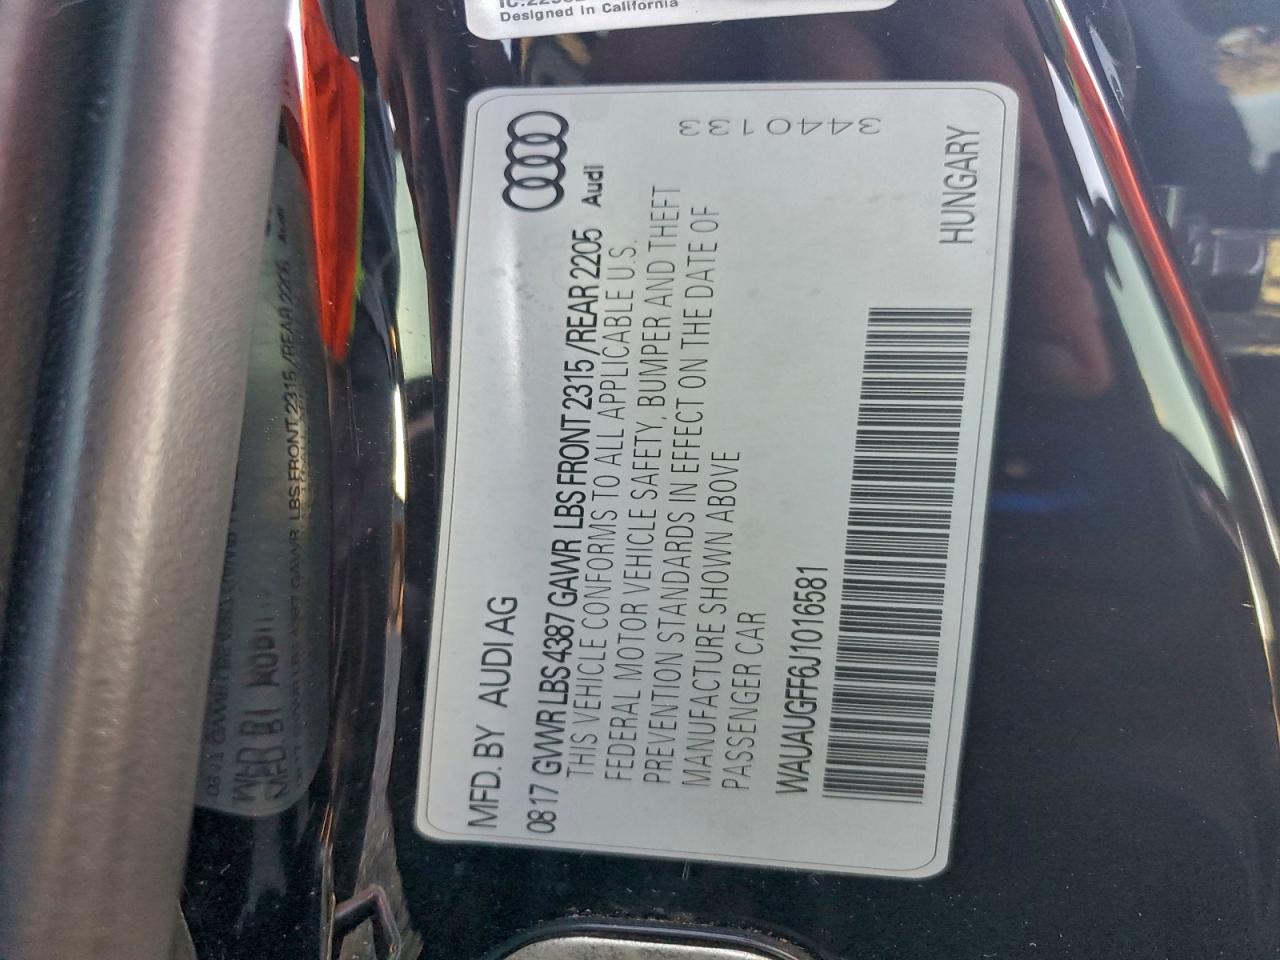 Designed in California
MFD. BY AUDI AG
Audi
0817 GVWR LBS 4387 GAWR LBS FRONT 2315 /REAR 2205
THIS VEHICLE CONFORMS TO ALL APPLICABLE U.S.
FEDERAL MOTOR VEHICLE SAFETY, BUMPER AND THEFT
PREVENTION STANDARDS IN EFFECT ON THE DATE OF
MANUFACTURE SHOWN ABOVE
PASSENGER CAR
3440133
WAUAUGFF6J1016581
HUNGARY